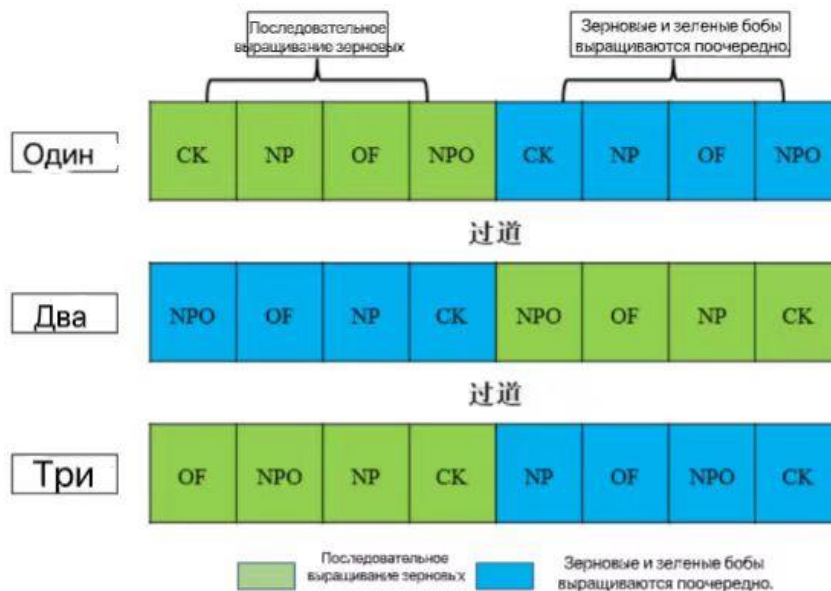 Последовательное
выращивание зерновых
Зерновые и зеленые бобы
выращиваются поочередно.
Один
CK NP OF NPO CK NP OF NPO
过道
Два
NPO OF NP CK NPO OF NP CK
过道
Три
OF NPO NP CK NP OF NPO CK
Последовательное
выращивание зерновых
Зерновые и зеленые бобы
выращиваются поочередно.